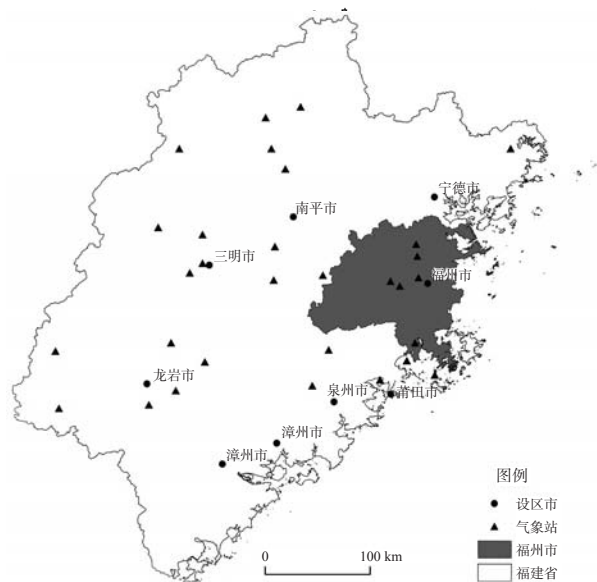 宁德市
南平市
三明市
福州市
龙岩市
泉州市
莆田市
漳州市
漳州市
图例
设区市
气象站
福州市
福建省
0
100 km